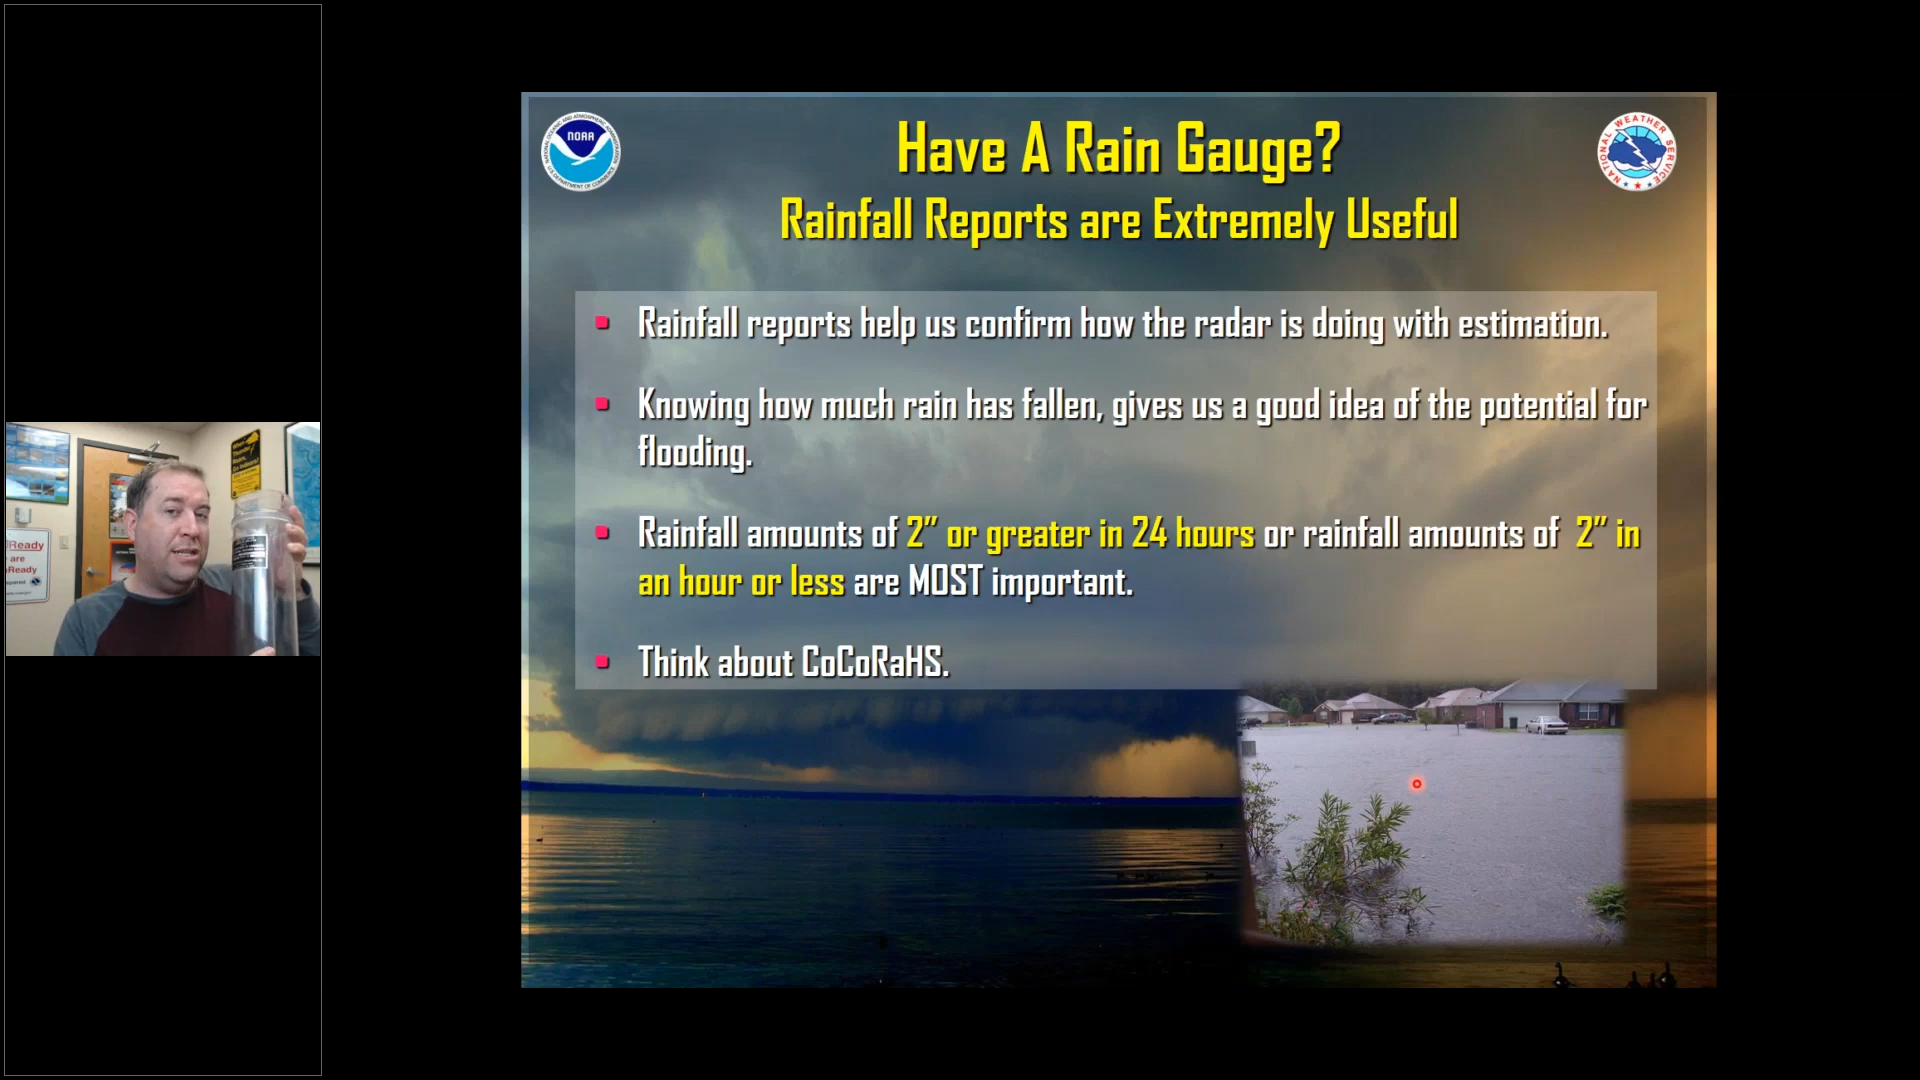 NOAA
NATIONAL WEATHER SERVICE
Have A Rain Gauge?
Rainfall Reports are Extremely Useful
Rainfall reports help us confirm how the radar is doing with estimation.
Knowing how much rain has fallen, gives us a good idea of the potential for
flooding.
Rainfall amounts of 2” or greater in 24 hours or rainfall amounts of 2” in
an hour or less are MOST important.
Think about CoCoRaHS.
Ready
are
Ready